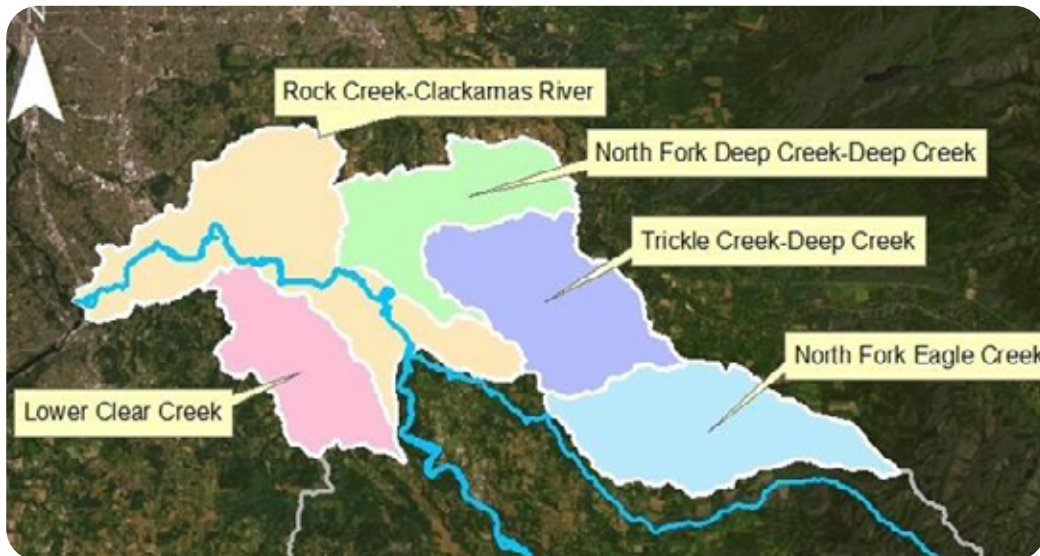 N
Rock Creek-Clackamas River
North Fork Deep Creek-Deep Creek
Trickle Creek-Deep Creek
North Fork Eagle Creek
Lower Clear Creek